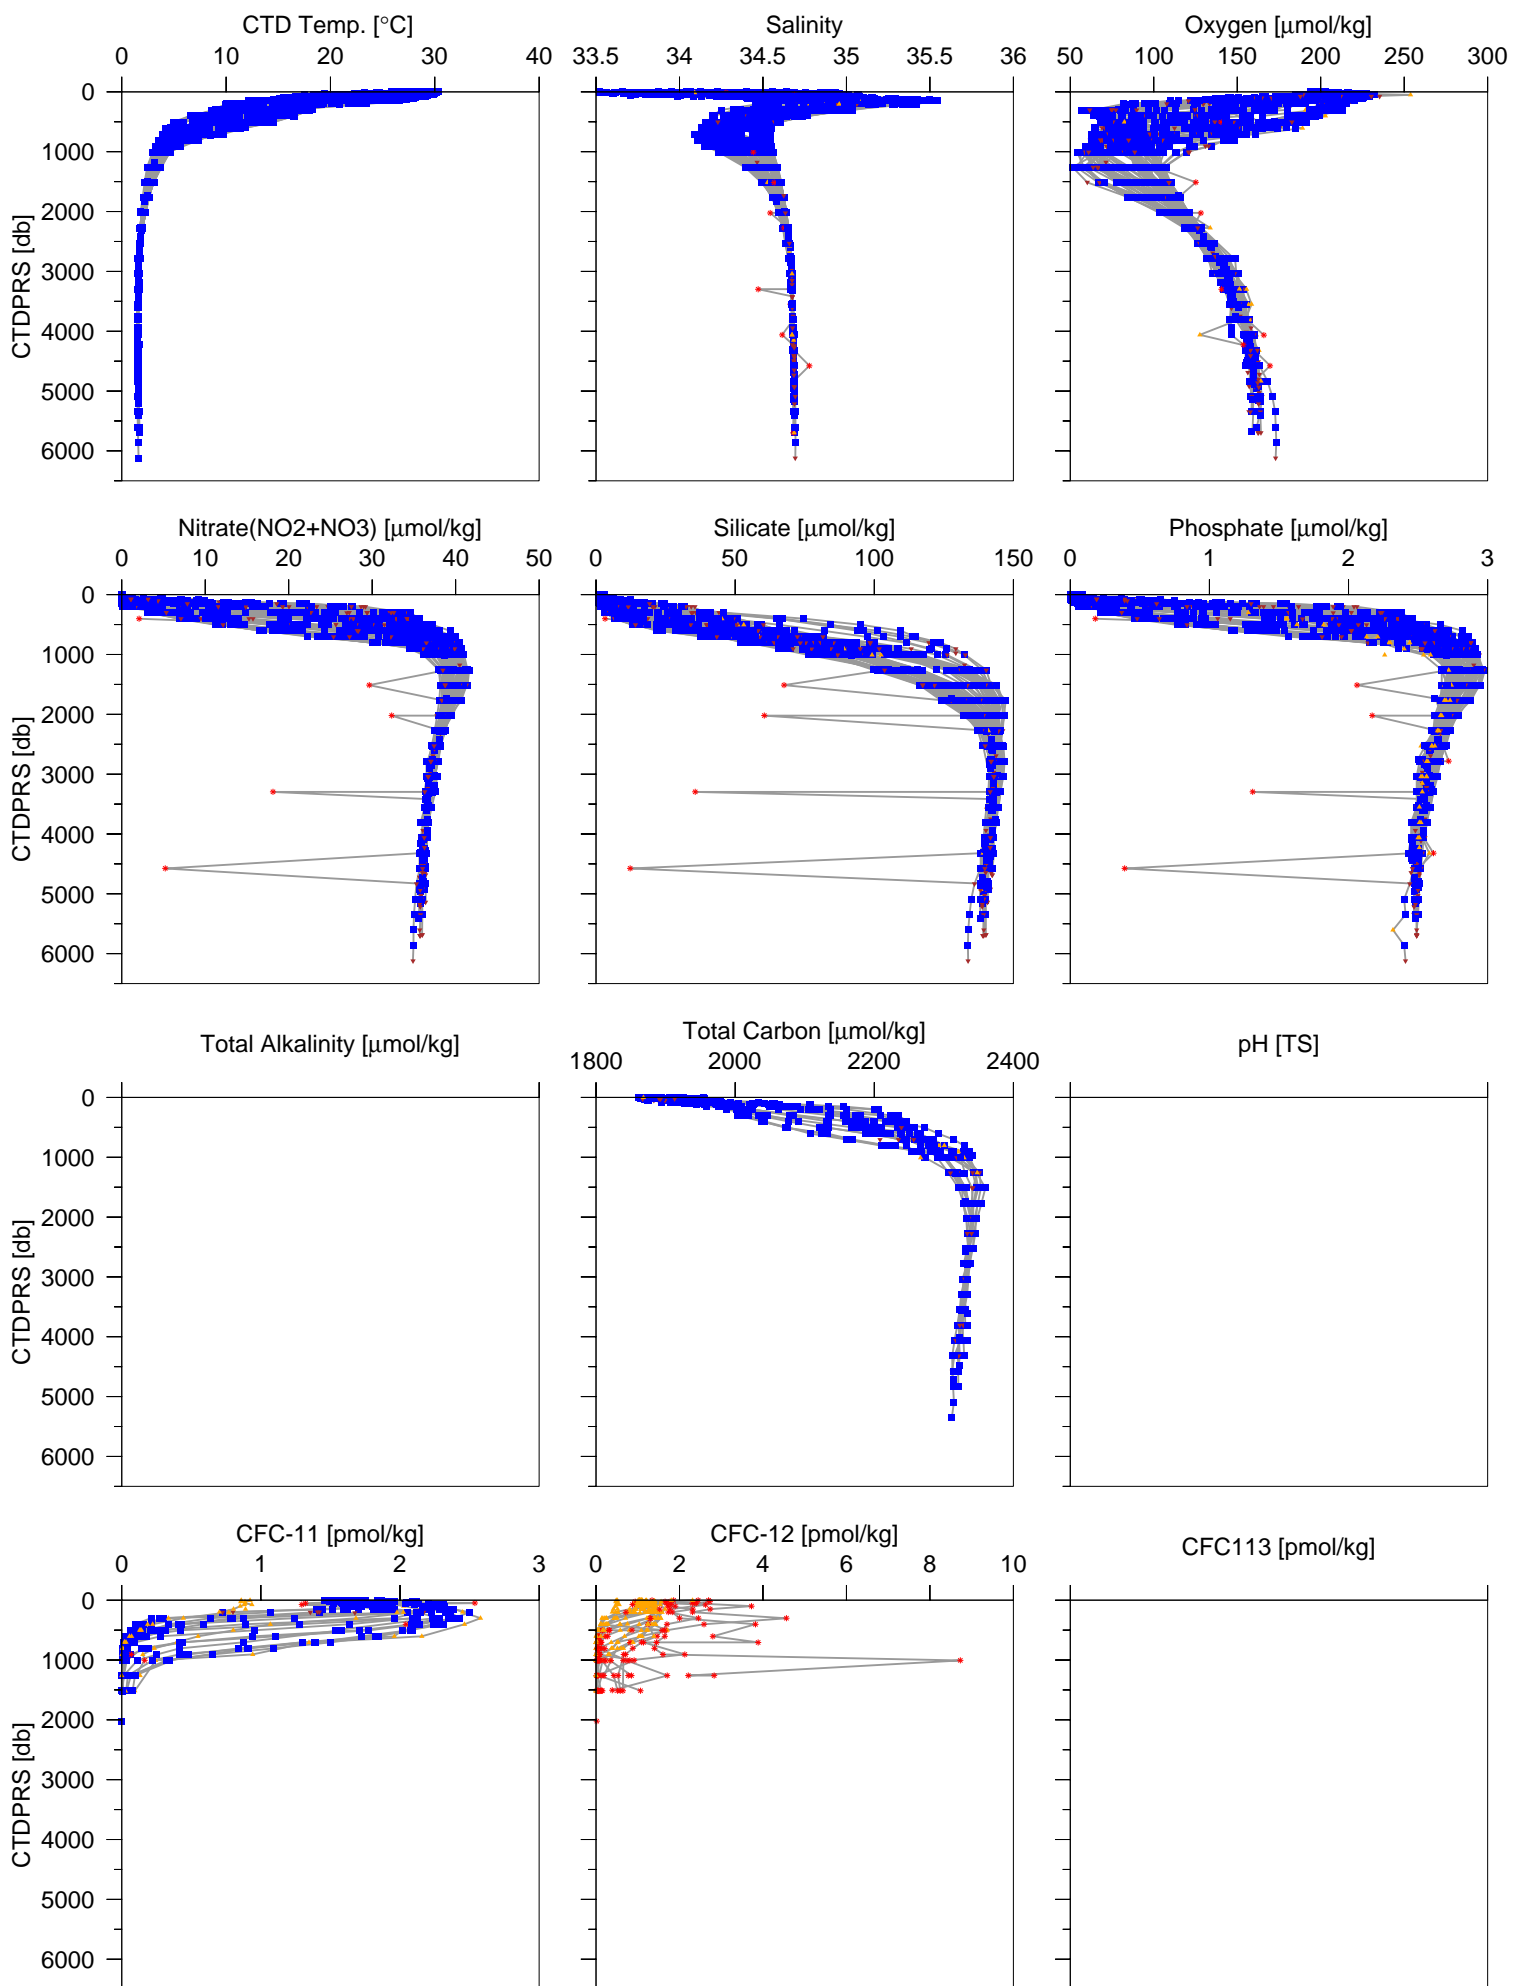 CTD Temp. [°C] Salinity Oxygen [μmol/kg]
0 10 20 30 40 33.5 34 34.5 35 35.5 36 50 100 150 200 250 300
0
1000
2000
3000
4000
5000
6000
CTDPRS [db]
Nitrate(NO2+NO3) [μmol/kg] Silicate [μmol/kg] Phosphate [μmol/kg]
0 10 20 30 40 50 0 50 100 150 0 1 2 3
0
1000
2000
3000
4000
5000
6000
CTDPRS [db]
Total Alkalinity [μmol/kg] Total Carbon [μmol/kg] pH [TS]
1800 2000 2200 2400
0
1000
2000
3000
4000
5000
6000
CTDPRS [db]
CFC-11 [pmol/kg] CFC-12 [pmol/kg] CFC113 [pmol/kg]
0 1 2 3 0 2 4 6 8 10
0
1000
2000
3000
4000
5000
6000
CTDPRS [db]